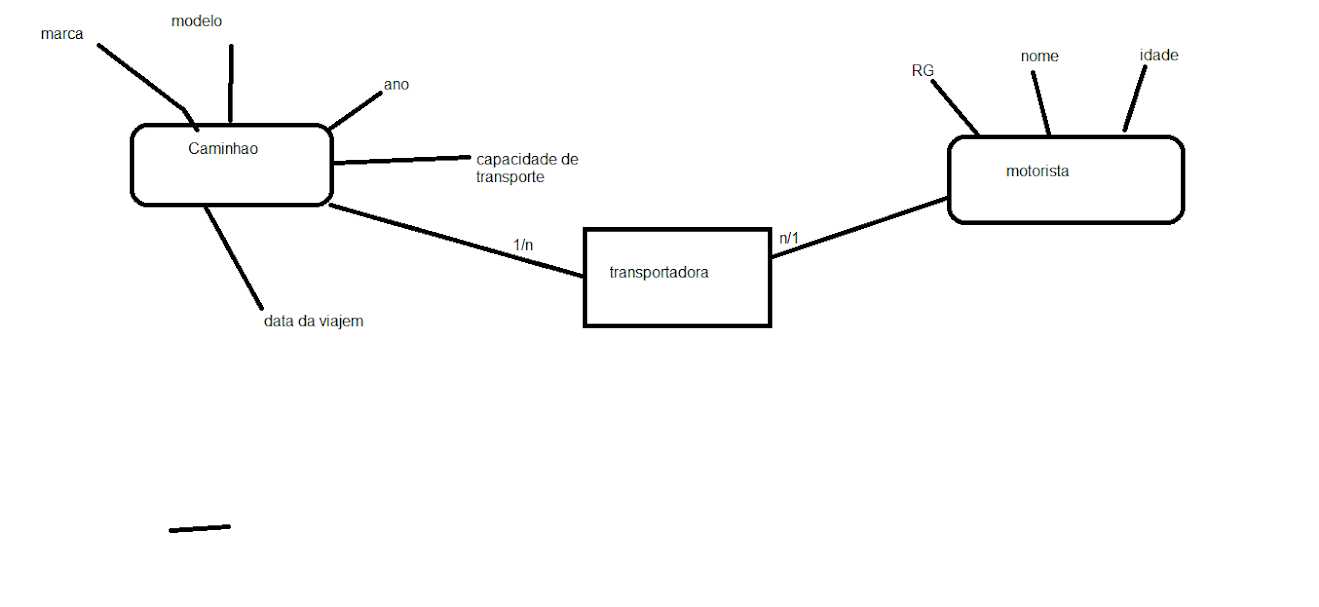 marca
modelo
ano
Caminhao
capacidade de
transporte
data da viajem
1/n
transportadora
n/1
RG
nome
idade
motorista